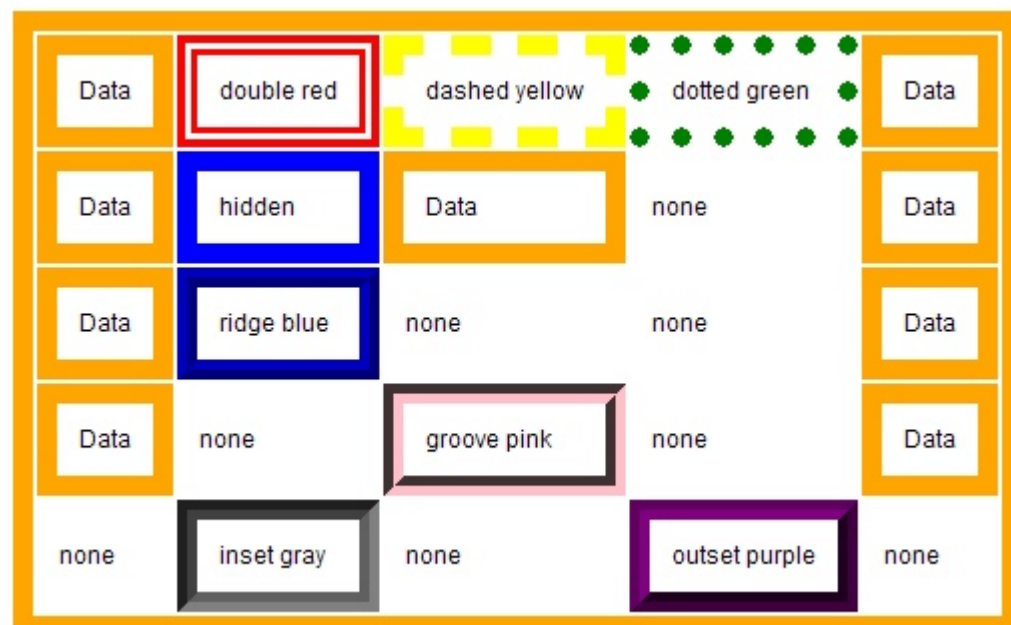 Data double red dashed yellow dotted green Data
Data hidden Data none Data
Data ridge blue none none Data
Data none groove pink none Data
none inset gray none outset purple none